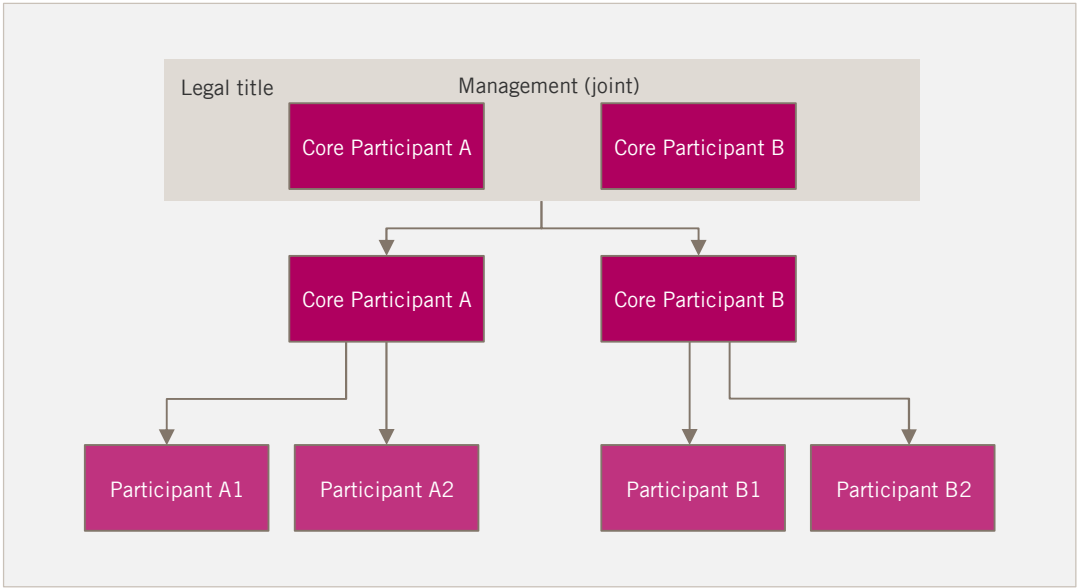 Legal title
Management (joint)
Core Participant A
Core Participant B
Core Participant A
Core Participant B
Participant A1
Participant A2
Participant B1
Participant B2